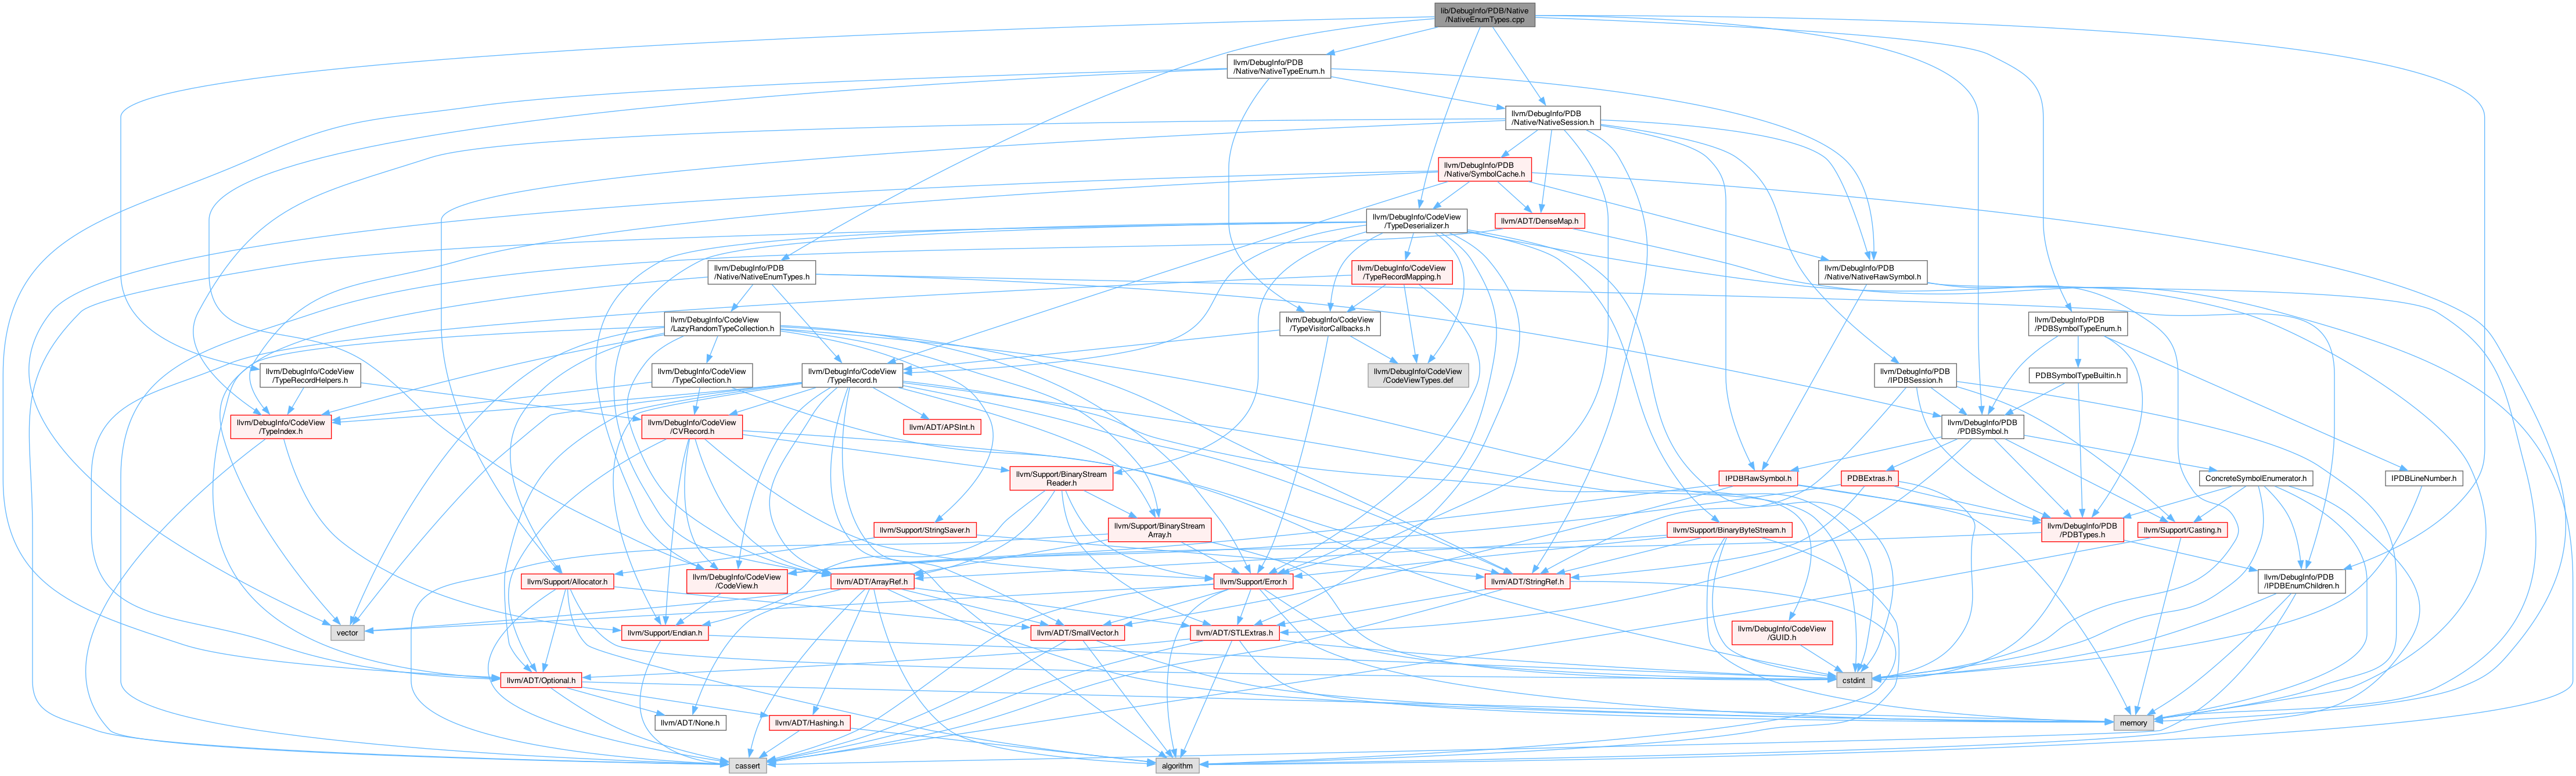 lib/DebugInfo/PDB/Native
/NativeEnumTypes.cpp
llvm/DebugInfo/PDB
/Native/NativeTypeEnum.h
llvm/DebugInfo/PDB
/Native/NativeSession.h
llvm/DebugInfo/PDB
/Native/SymbolCache.h
llvm/DebugInfo/CodeView
/TypeDeserializer.h
llvm/ADT/DenseMap.h
llvm/DebugInfo/PDB
/Native/NativeEnumTypes.h
llvm/DebugInfo/CodeView
/TypeRecordMapping.h
llvm/DebugInfo/PDB
/Native/NativeRawSymbol.h
llvm/DebugInfo/CodeView
/LazyRandomTypeCollection.h
llvm/DebugInfo/CodeView
/TypeVisitorCallbacks.h
llvm/DebugInfo/PDB
/PDBSymbolTypeEnum.h
llvm/DebugInfo/CodeView
/TypeRecordHelpers.h
llvm/DebugInfo/CodeView
/TypeCollection.h
llvm/DebugInfo/CodeView
/TypeRecord.h
llvm/DebugInfo/CodeView
/CodeViewTypes.def
llvm/DebugInfo/PDB
/IPDBSession.h
PDBSymbolTypeBuiltin.h
llvm/DebugInfo/CodeView
/TypeIndex.h
llvm/DebugInfo/CodeView
/CVRecord.h
llvm/ADT/APSInt.h
llvm/DebugInfo/PDB
/PDBSymbol.h
llvm/Support/BinaryStream
Reader.h
IPDBRawSymbol.h
PDBExtras.h
ConcreteSymbolEnumerator.h
IPDBLineNumber.h
llvm/Support/StringSaver.h
llvm/Support/BinaryStream
Array.h
llvm/Support/BinaryByteStream.h
llvm/DebugInfo/PDB
/PDBTypes.h
llvm/Support/Casting.h
llvm/Support/Allocator.h
llvm/DebugInfo/CodeView
/CodeView.h
llvm/ADT/ArrayRef.h
llvm/Support/Error.h
llvm/ADT/StringRef.h
llvm/DebugInfo/PDB
/IPDBEnumChildren.h
vector
llvm/Support/Endian.h
llvm/ADT/SmallVector.h
llvm/ADT/STLExtras.h
llvm/DebugInfo/CodeView
/GUID.h
llvm/ADT/Optional.h
cstdint
llvm/ADT/None.h
llvm/ADT/Hashing.h
memory
cassert
algorithm